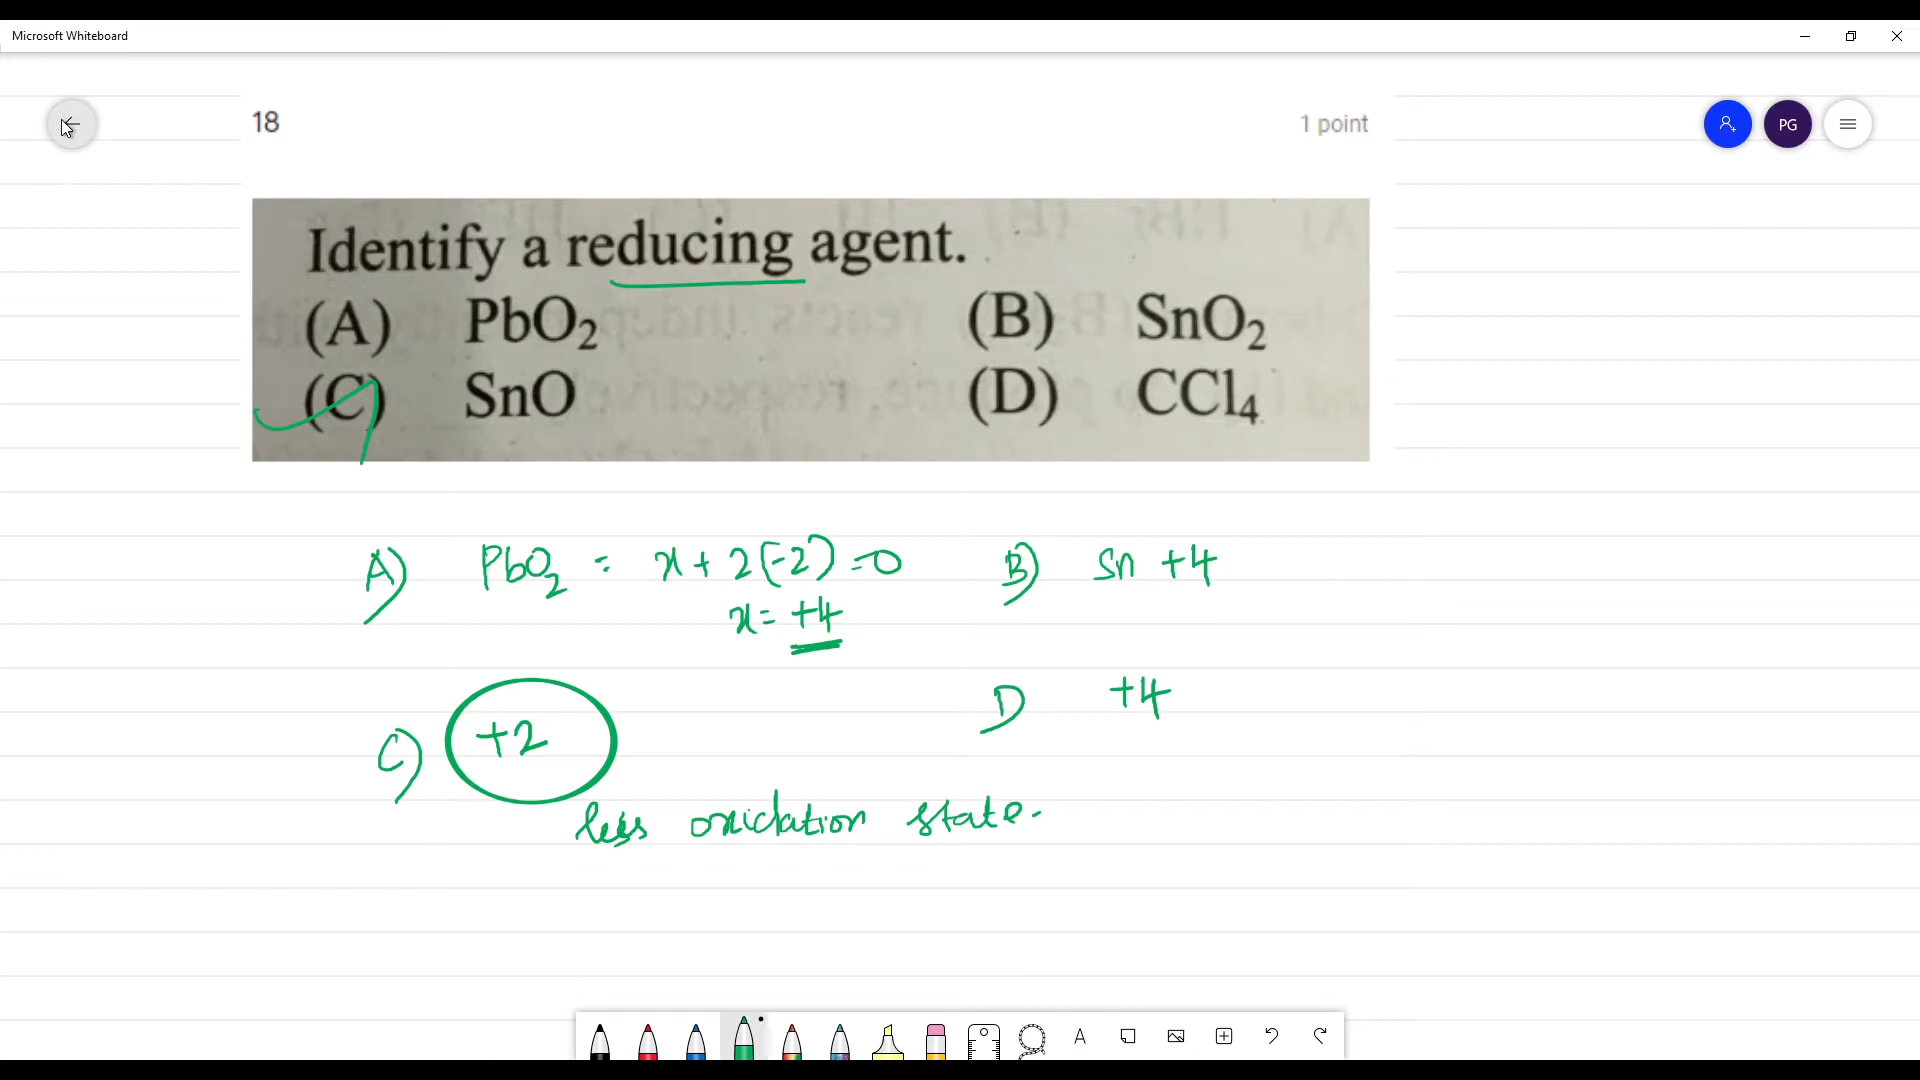 Microsoft Whiteboard
18
1 point
PG
Identify a reducing agent.
(A) PbO₂ (B) SnO₂
(C) SnO (D) CCl₄
A) PbO₂ = x + 2(-2) = 0 B) Sn +4
x = +4
C) +2 D +4
less oxidation state.
A